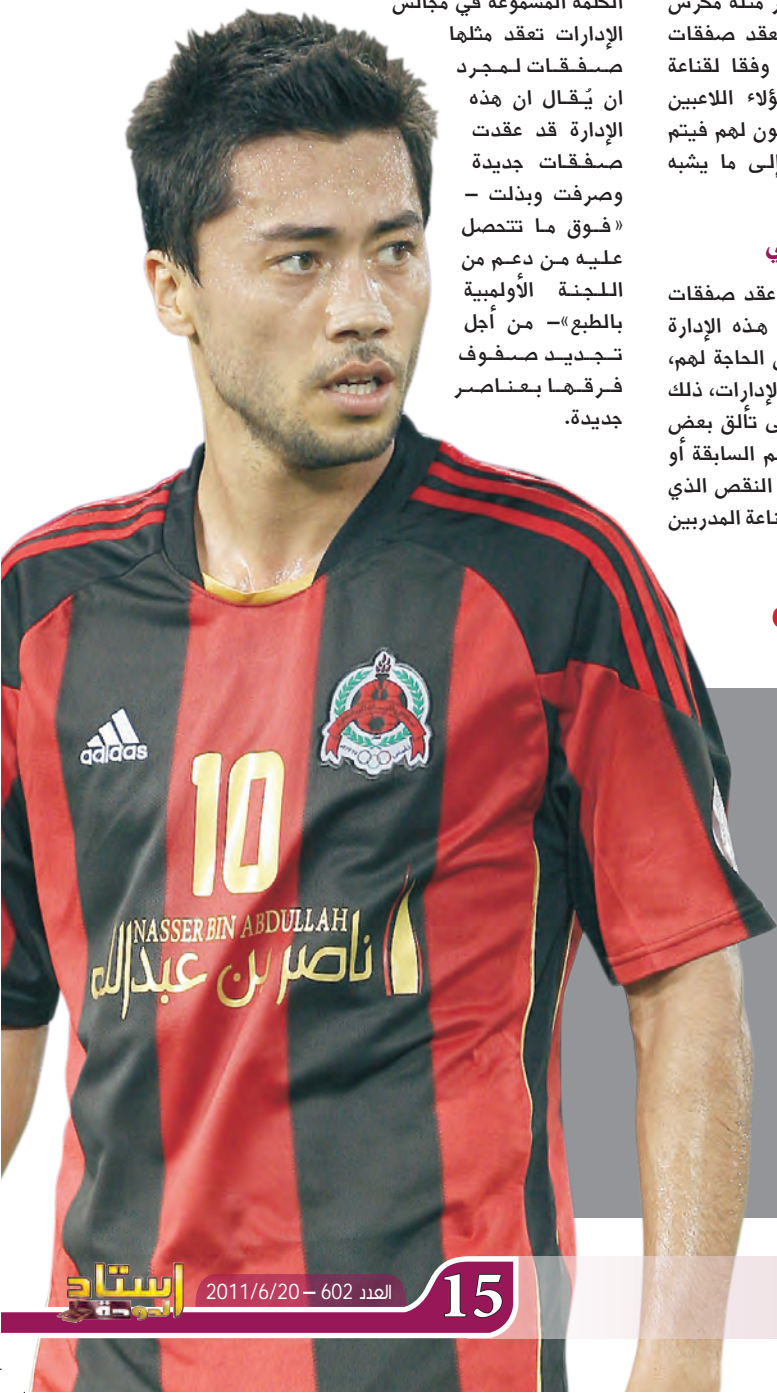 ر مثله مكرس
عقد صفقات
وفقا لقناعة
ؤلاء اللاعبين
ون لهم فيتم
إلى ما يشبه
ي
عقد صفقات
هذه الإدارة
ن الحاجة لهم،
لإدارات، ذلك
ى تألق بعض
م السابقة أو
النقص الذي
ناعة المدربين
الكلمة المسموعة في مجالس
الإدارات تعقد مثلها
صفقات لمجرد
ان يُقال ان هذه
الإدارة قد عقدت
صفقات جديدة
وصرفت وبذلت –
«فوق ما تتحصل
عليه من دعم من
اللجنة الأولمبية
بالطبع»– من أجل
تجديد صفوف
فرقها بعناصر
جديدة.
adidas
10
NASSER BIN ABDULLAH
ناصر بن عبدالله
15
العدد 602 – 2011/6/20
إستاد
الدوحة